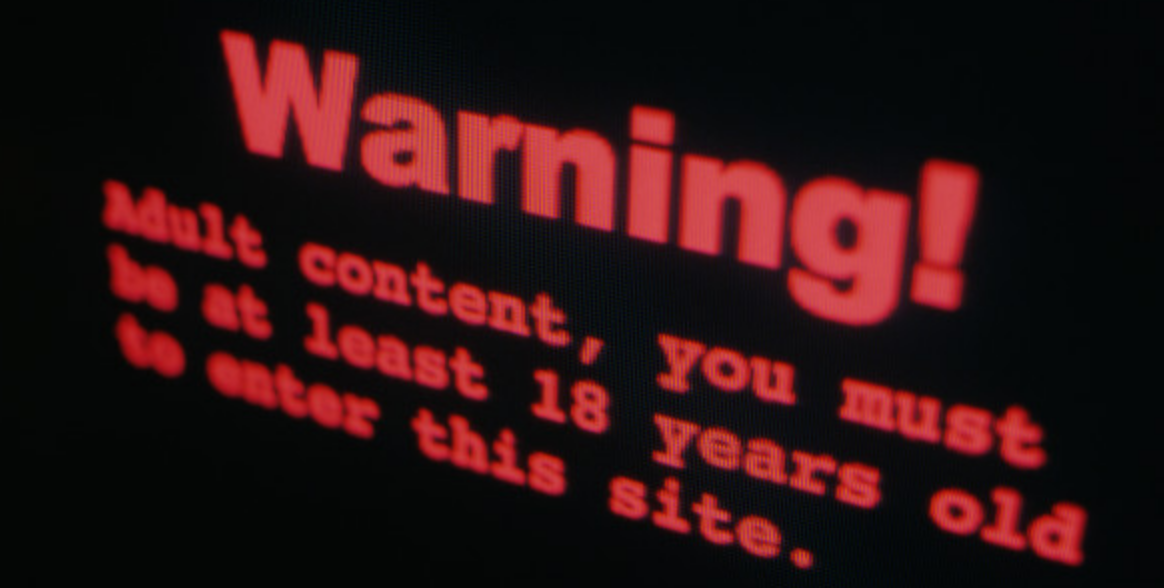 Warning!
Adult content, you must
be at least 18 years old
to enter this site.